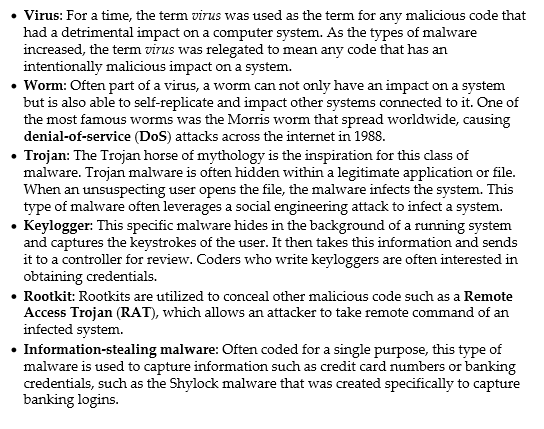 • Virus: For a time, the term virus was used as the term for any malicious code that
had a detrimental impact on a computer system. As the types of malware
increased, the term virus was relegated to mean any code that has an
intentionally malicious impact on a system.
• Worm: Often part of a virus, a worm can not only have an impact on a system
but is also able to self-replicate and impact other systems connected to it. One of
the most famous worms was the Morris worm that spread worldwide, causing
denial-of-service (DoS) attacks across the internet in 1988.
• Trojan: The Trojan horse of mythology is the inspiration for this class of
malware. Trojan malware is often hidden within a legitimate application or file.
When an unsuspecting user opens the file, the malware infects the system. This
type of malware often leverages a social engineering attack to infect a system.
• Keylogger: This specific malware hides in the background of a running system
and captures the keystrokes of the user. It then takes this information and sends
it to a controller for review. Coders who write keyloggers are often interested in
obtaining credentials.
• Rootkit: Rootkits are utilized to conceal other malicious code such as a Remote
Access Trojan (RAT), which allows an attacker to take remote command of an
infected system.
• Information-stealing malware: Often coded for a single purpose, this type of
malware is used to capture information such as credit card numbers or banking
credentials, such as the Shylock malware that was created specifically to capture
banking logins.